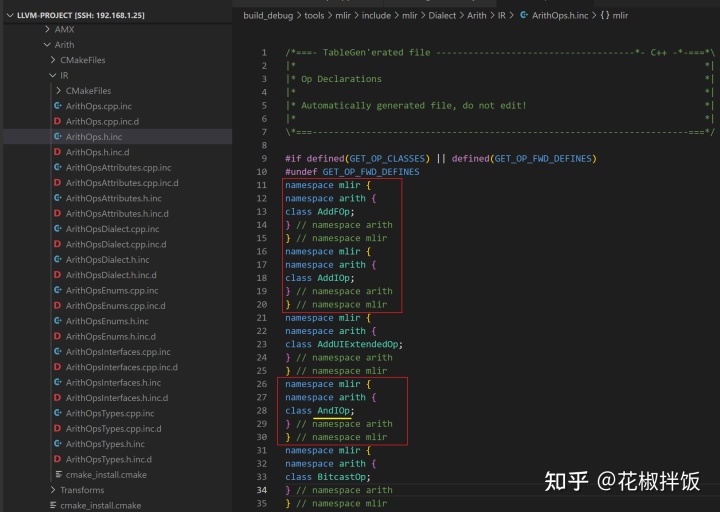 LLVM-PROJECT [SSH: 192.168.1.25]
AMX
Arith
CMakeFiles
IR
CMakeFiles
ArithOps.cpp.inc
ArithOps.cpp.inc.d
ArithOps.h.inc
ArithOps.h.inc.d
ArithOpsAttributes.cpp.inc
ArithOpsAttributes.cpp.inc.d
ArithOpsAttributes.h.inc
ArithOpsAttributes.h.inc.d
ArithOpsDialect.cpp.inc
ArithOpsDialect.cpp.inc.d
ArithOpsDialect.h.inc
ArithOpsDialect.h.inc.d
ArithOpsEnums.cpp.inc
ArithOpsEnums.cpp.inc.d
ArithOpsEnums.h.inc
ArithOpsEnums.h.inc.d
ArithOpsInterfaces.cpp.inc
ArithOpsInterfaces.cpp.inc.d
ArithOpsInterfaces.h.inc
ArithOpsInterfaces.h.inc.d
ArithOpsTypes.cpp.inc
ArithOpsTypes.cpp.inc.d
ArithOpsTypes.h.inc
ArithOpsTypes.h.inc.d
cmake_install.cmake
Transforms
cmake_install.cmake
build_debug > tools > mlir > include > mlir > Dialect > Arith > IR > ArithOps.h.inc > {} mlir
1 /*===- TableGen'erated file -------------------------------------*- C++ -*-===*\
2 |* *|
3 |* Op Declarations *|
4 |* *|
5 |* Automatically generated file, do not edit! *|
6 |* *|
7 \*===----------------------------------------------------------------------===*/
8
9 #if defined(GET_OP_CLASSES) || defined(GET_OP_FWD_DEFINES)
10 #undef GET_OP_FWD_DEFINES
11 namespace mlir {
12 namespace arith {
13 class AddFOp;
14 } // namespace arith
15 } // namespace mlir
16 namespace mlir {
17 namespace arith {
18 class AddIOp;
19 } // namespace arith
20 } // namespace mlir
21 namespace mlir {
22 namespace arith {
23 class AddUIExtendedOp;
24 } // namespace arith
25 } // namespace mlir
26 namespace mlir {
27 namespace arith {
28 class AndIOp;
29 } // namespace arith
30 } // namespace mlir
31 namespace mlir {
32 namespace arith {
33 class BitcastOp;
34 } // namespace arith
35 } // namespace mlir
知乎 @花椒拌饭